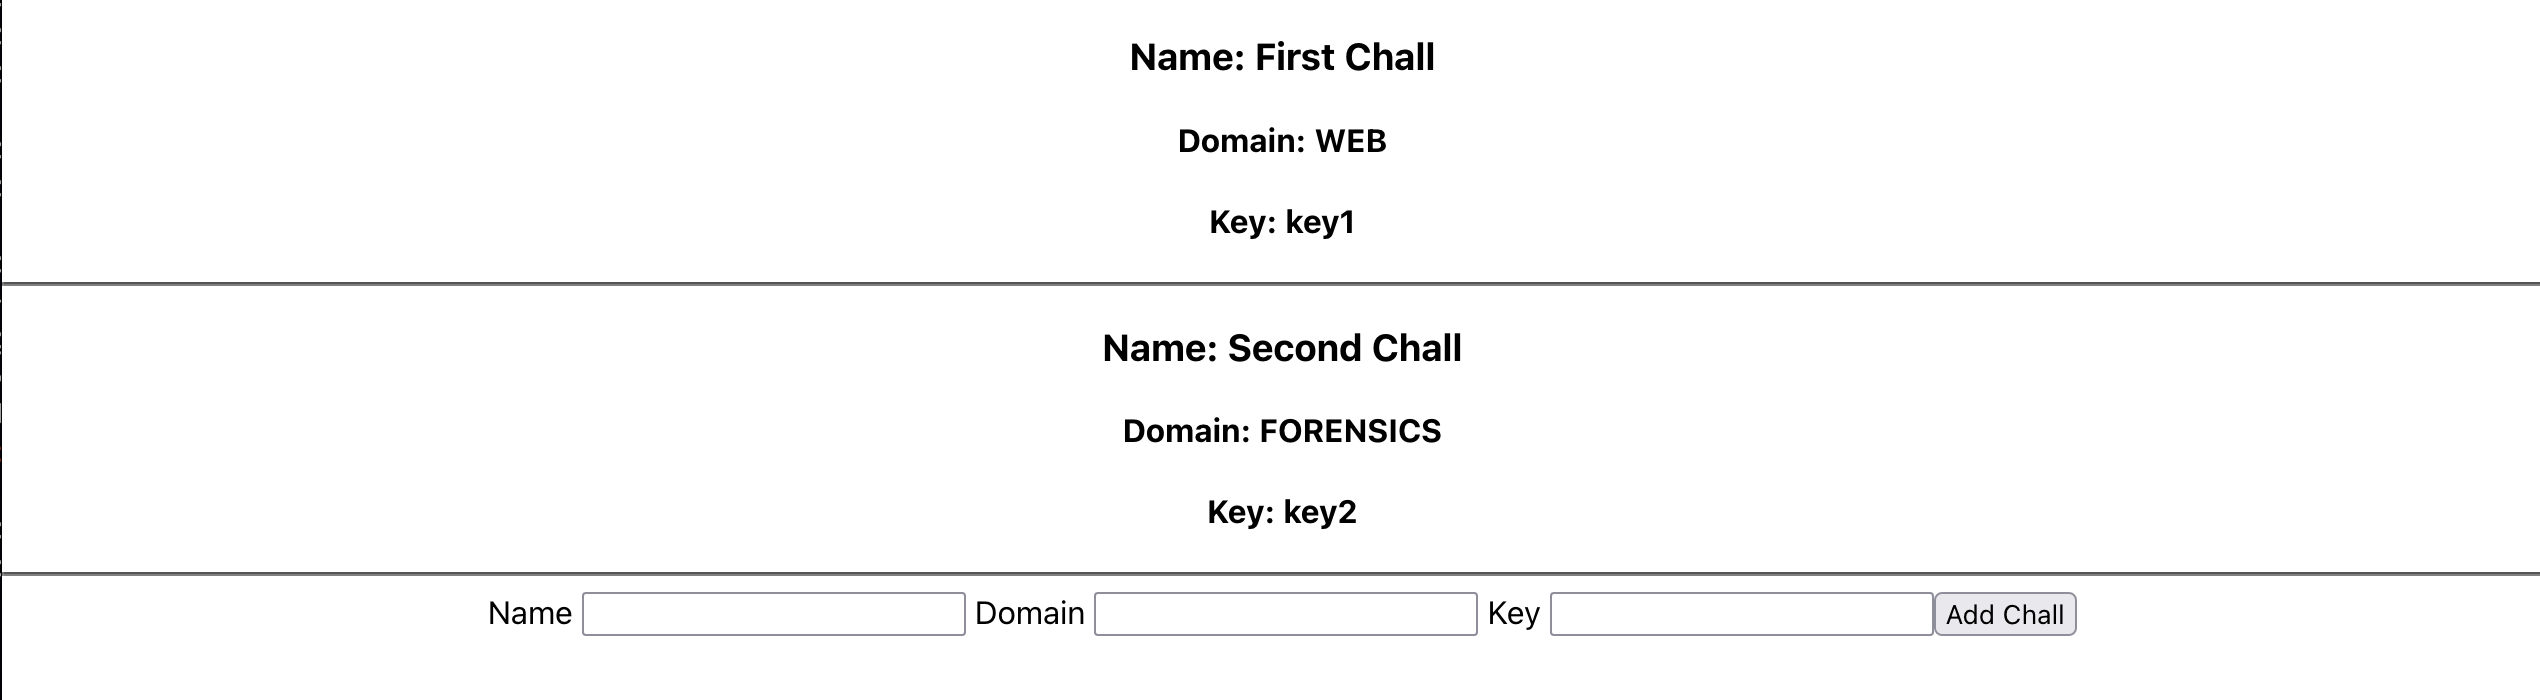 Name: First Chall
Domain: WEB
Key: key1
Name: Second Chall
Domain: FORENSICS
Key: key2
Name Domain Key Add Chall